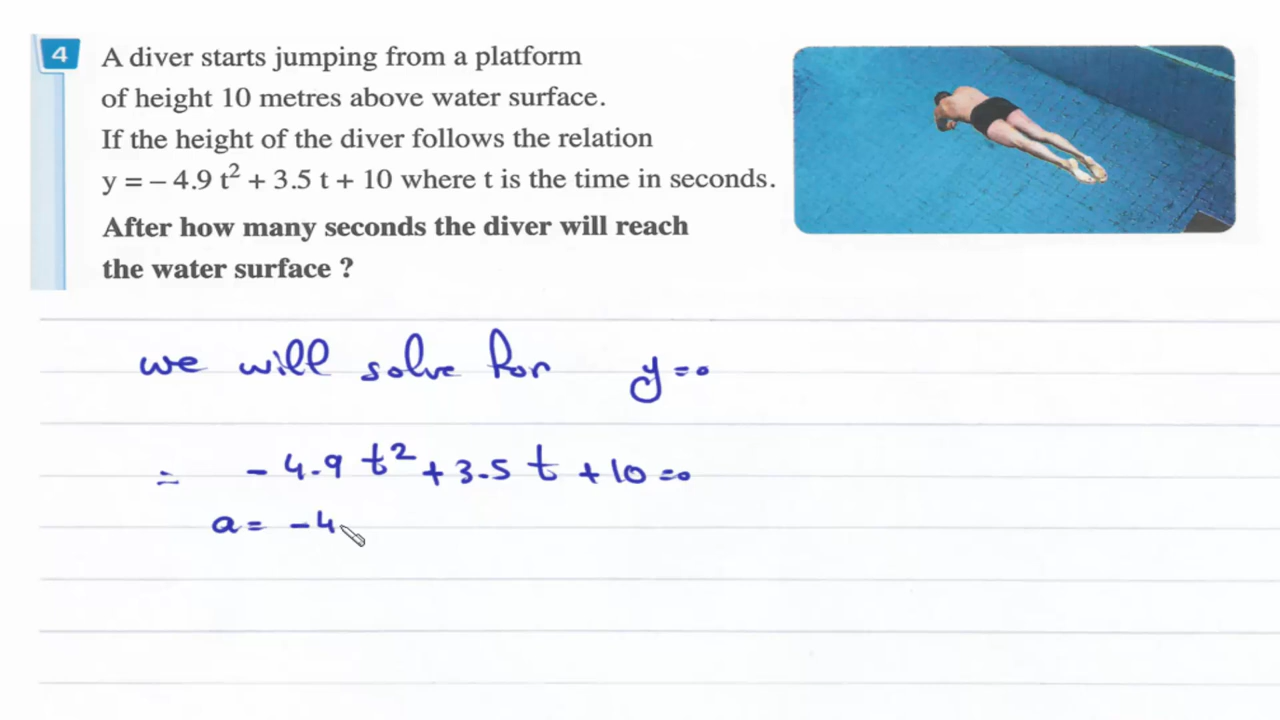 4
A diver starts jumping from a platform
of height 10 metres above water surface.
If the height of the diver follows the relation
y = – 4.9 t² + 3.5 t + 10 where t is the time in seconds.
After how many seconds the diver will reach
the water surface ?
we will solve for y=0
= -4.9 t² +3.5 t +10=0
a= -4